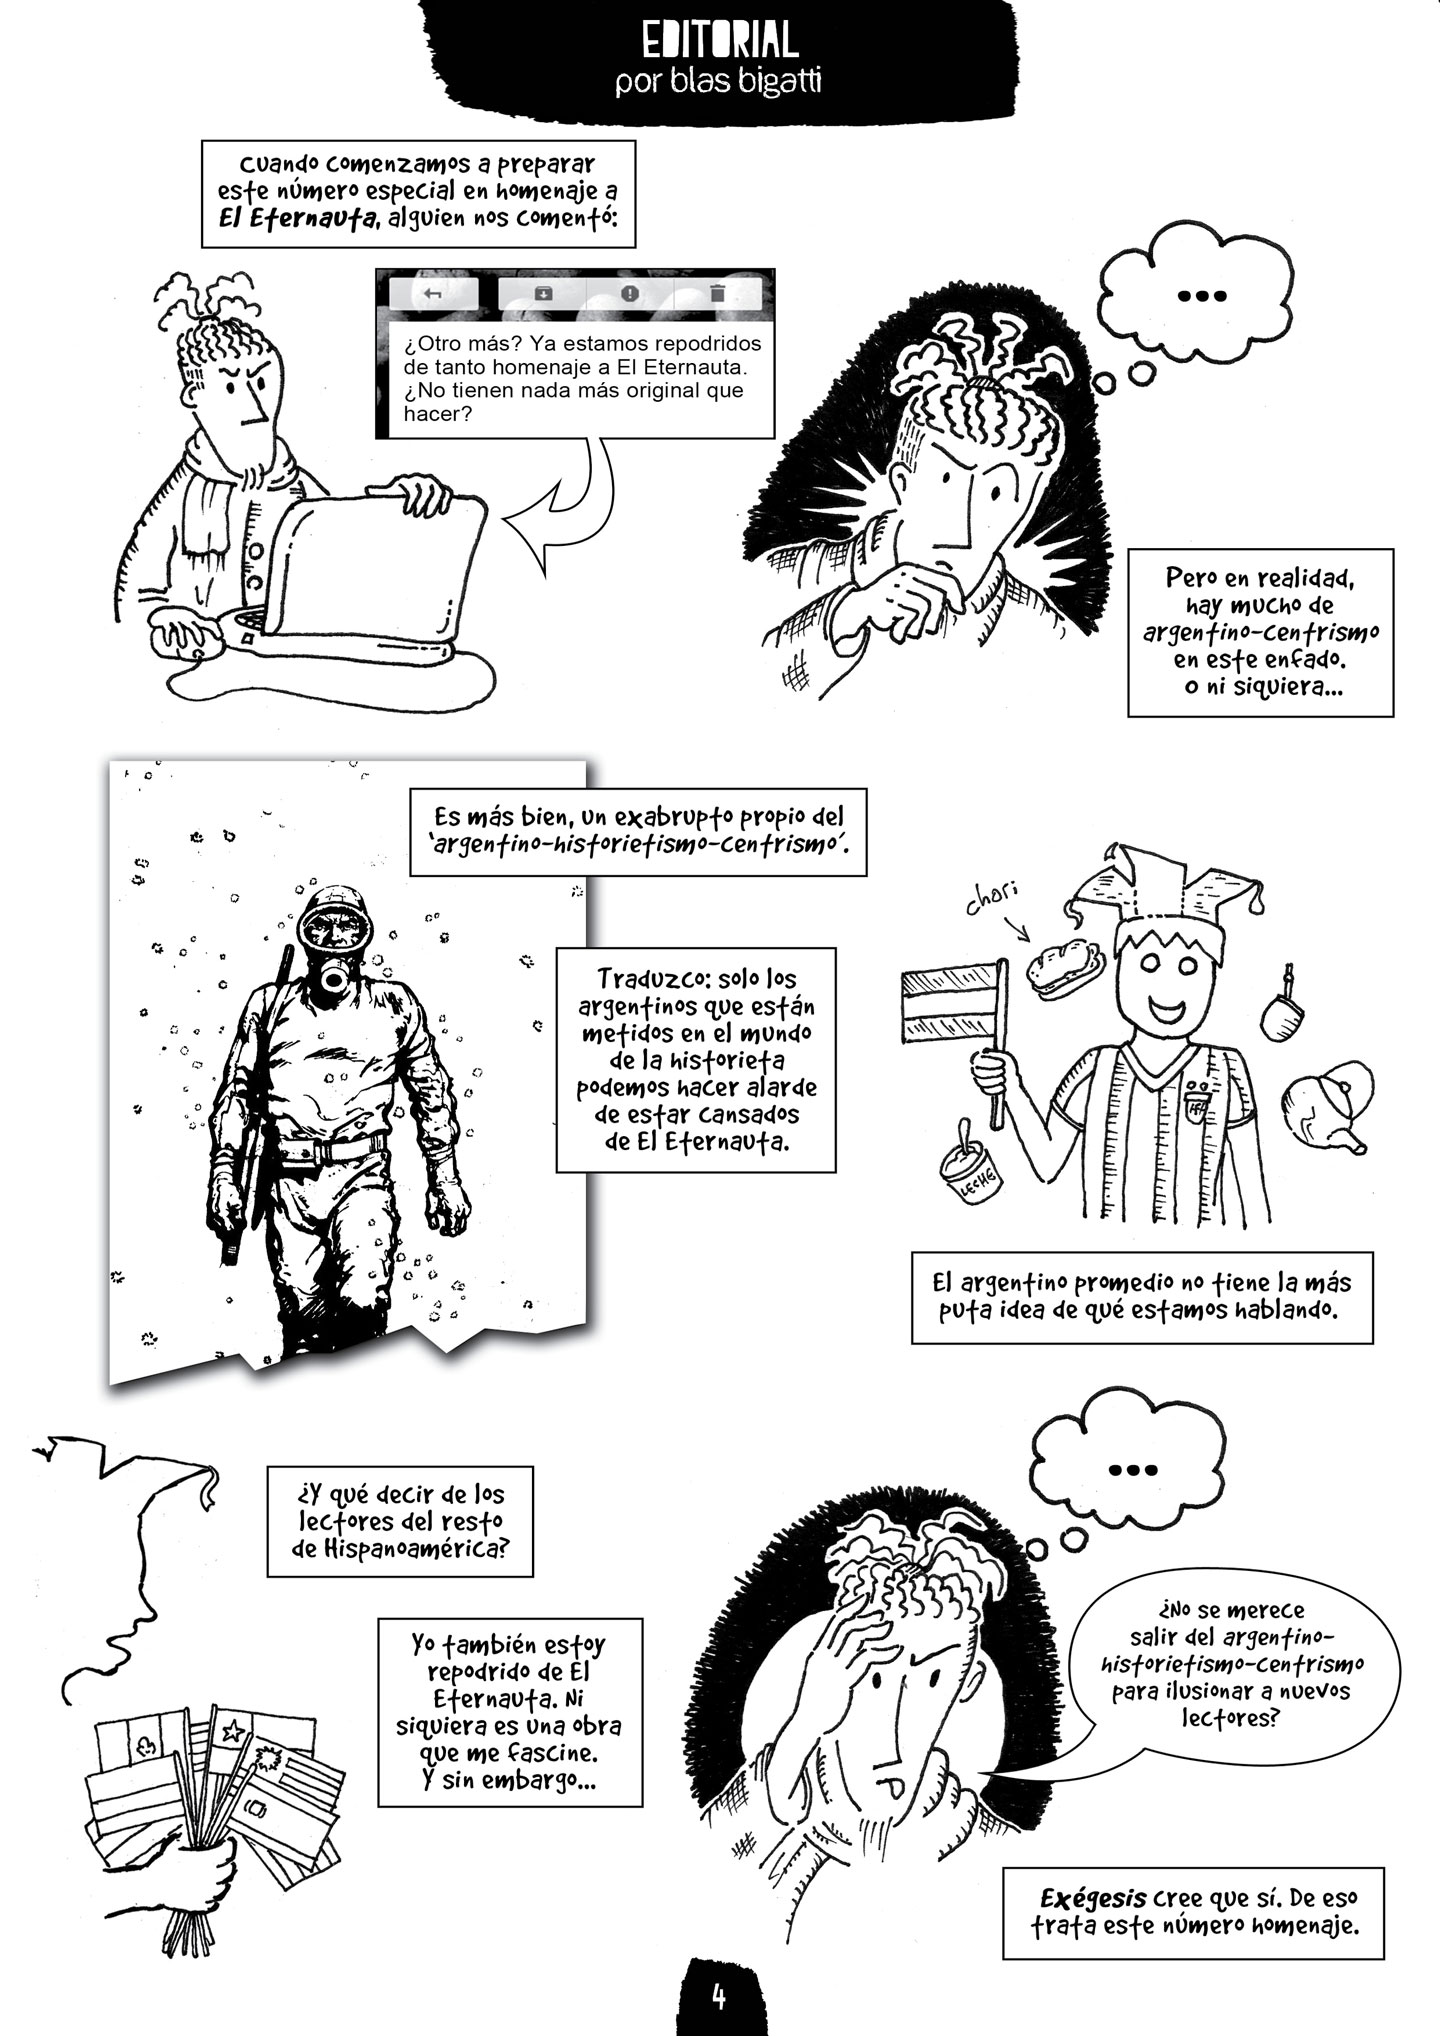 EDITORIAL
por blas bigatti
Cuando comenzamos a preparar
este número especial en homenaje a
El Eternauta, alguien nos comentó:
¿Otro más? Ya estamos repodridos
de tanto homenaje a El Eternauta.
¿No tienen nada más original que
hacer?
...
Pero en realidad,
hay mucho de
argentino-centrismo
en este enfado.
O ni siquiera...
Es más bien, un exabrupto propio del
‘argentino-historietismo-centrismo’.
Traduzco: solo los
argentinos que están
metidos en el mundo
de la historieta
podemos hacer alarde
de estar cansados
de El Eternauta.
chori
LECHE
El argentino promedio no tiene la más
puta idea de qué estamos hablando.
¿Y qué decir de los
lectores del resto
de Hispanoamérica?
Yo también estoy
repodrido de El
Eternauta. Ni
siquiera es una obra
que me fascine.
Y sin embargo...
...
¿No se merece
salir del argentino-
historietismo-centrismo
para ilusionar a nuevos
lectores?
Exégesis cree que sí. De eso
trata este número homenaje.
4